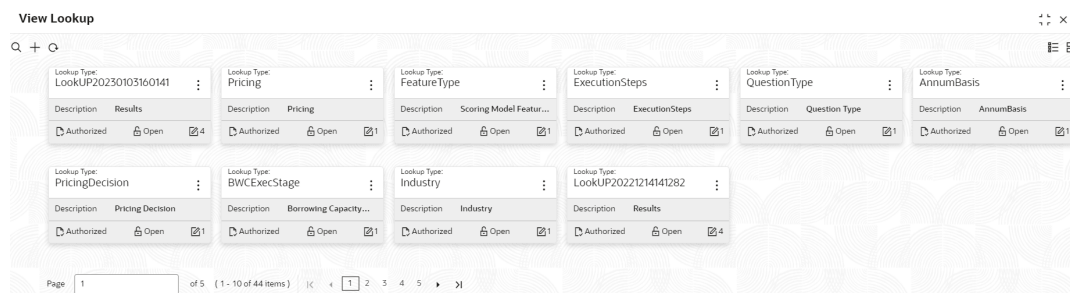 View Lookup
Lookup Type: Lookup Type: Lookup Type: Lookup Type: Lookup Type: Lookup Type:
LookUP20230103160141 Pricing FeatureType ExecutionSteps QuestionType AnnumBasis
Description Results Description Pricing Description Scoring Model Featur... Description ExecutionSteps Description Question Type Description AnnumBasis
Authorized Open 4 Authorized Open 1 Authorized Open 1 Authorized Open 1 Authorized Open 1 Authorized Open 1
Lookup Type: Lookup Type: Lookup Type: Lookup Type:
PricingDecision BWCExecStage Industry LookUP20221214141282
Description Pricing Decision Description Borrowing Capacity... Description Industry Description Results
Authorized Open 1 Authorized Open 1 Authorized Open 1 Authorized Open 4
Page 1 of 5 (1 - 10 of 44 items) 1 2 3 4 5